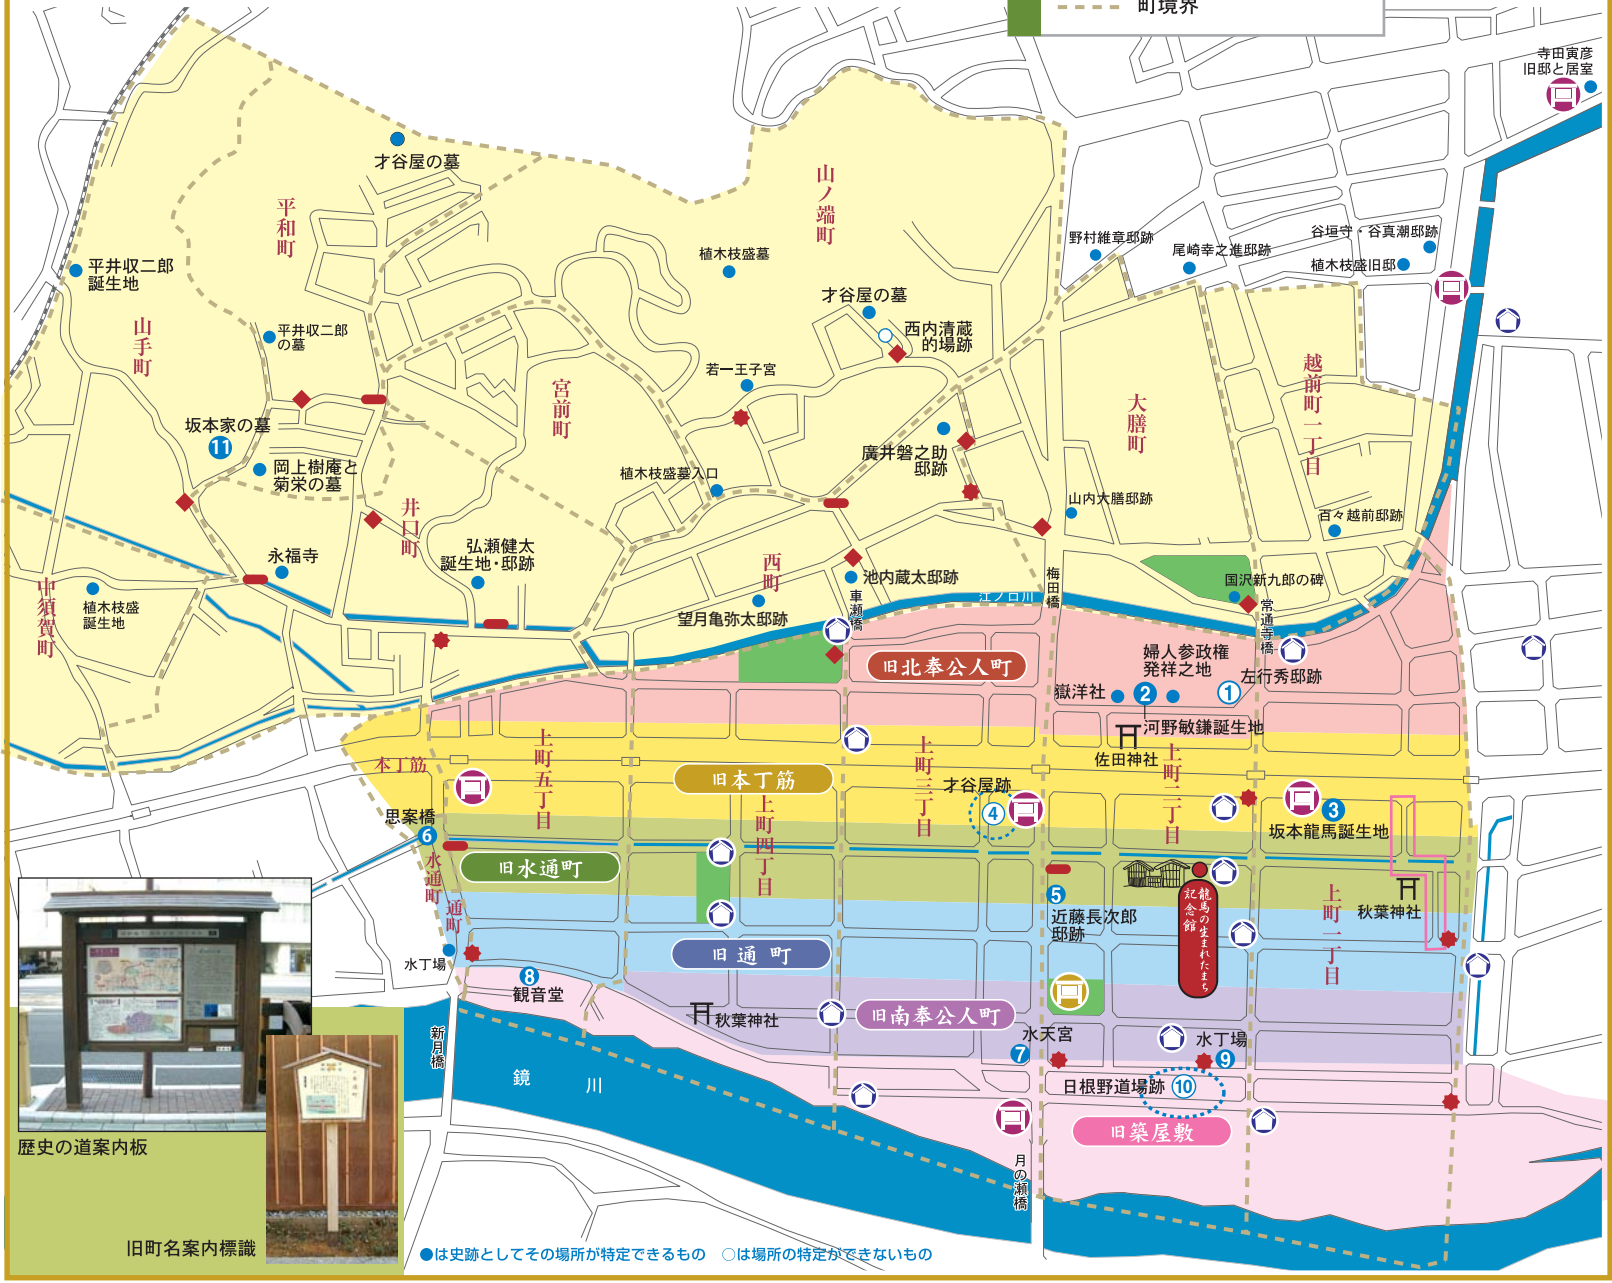 町境界
寺田寅彦
旧邸と居室
才谷屋の墓
平和町
山ノ端町
野村維章邸跡
尾崎幸之進邸跡
谷垣守・谷真潮邸跡
植木枝盛旧邸
植木枝盛墓
平井収二郎
誕生地
山手町
平井収二郎
の墓
才谷屋の墓
西内清蔵
的場跡
若一王子宮
宮前町
越前町一丁目
大膳町
坂本家の墓
11
岡上樹庵と
菊栄の墓
廣井磐之助
邸跡
植木枝盛墓入口
山内大膳邸跡
百々越前邸跡
井口町
弘瀬健太
誕生地・邸跡
永福寺
西町
池内蔵太邸跡
梅田橋
国沢新九郎の碑
中須賀町
植木枝盛
誕生地
望月亀弥太邸跡
車瀬橋
江ノ口川
常通寺橋
旧北奉公人町
婦人参政権
発祥之地
左行秀邸跡
嶽洋社
2
1
河野敏鎌誕生地
佐田神社
本丁筋
上町五丁目
旧本丁筋
上町四丁目
上町三丁目
才谷屋跡
4
上町二丁目
3
坂本龍馬誕生地
思案橋
6
水通町
旧水通町
通町
5
近藤長次郎
邸跡
龍馬の生まれたまち
記念館
上町一丁目
秋葉神社
水丁場
旧通町
8
観音堂
秋葉神社
旧南奉公人町
水天宮
7
水丁場
9
新月橋
鏡川
日根野道場跡
10
旧築屋敷
月の瀬橋
歴史の道案内板
旧町名案内標識
●は史跡としてその場所が特定できるもの　○は場所の特定ができないもの